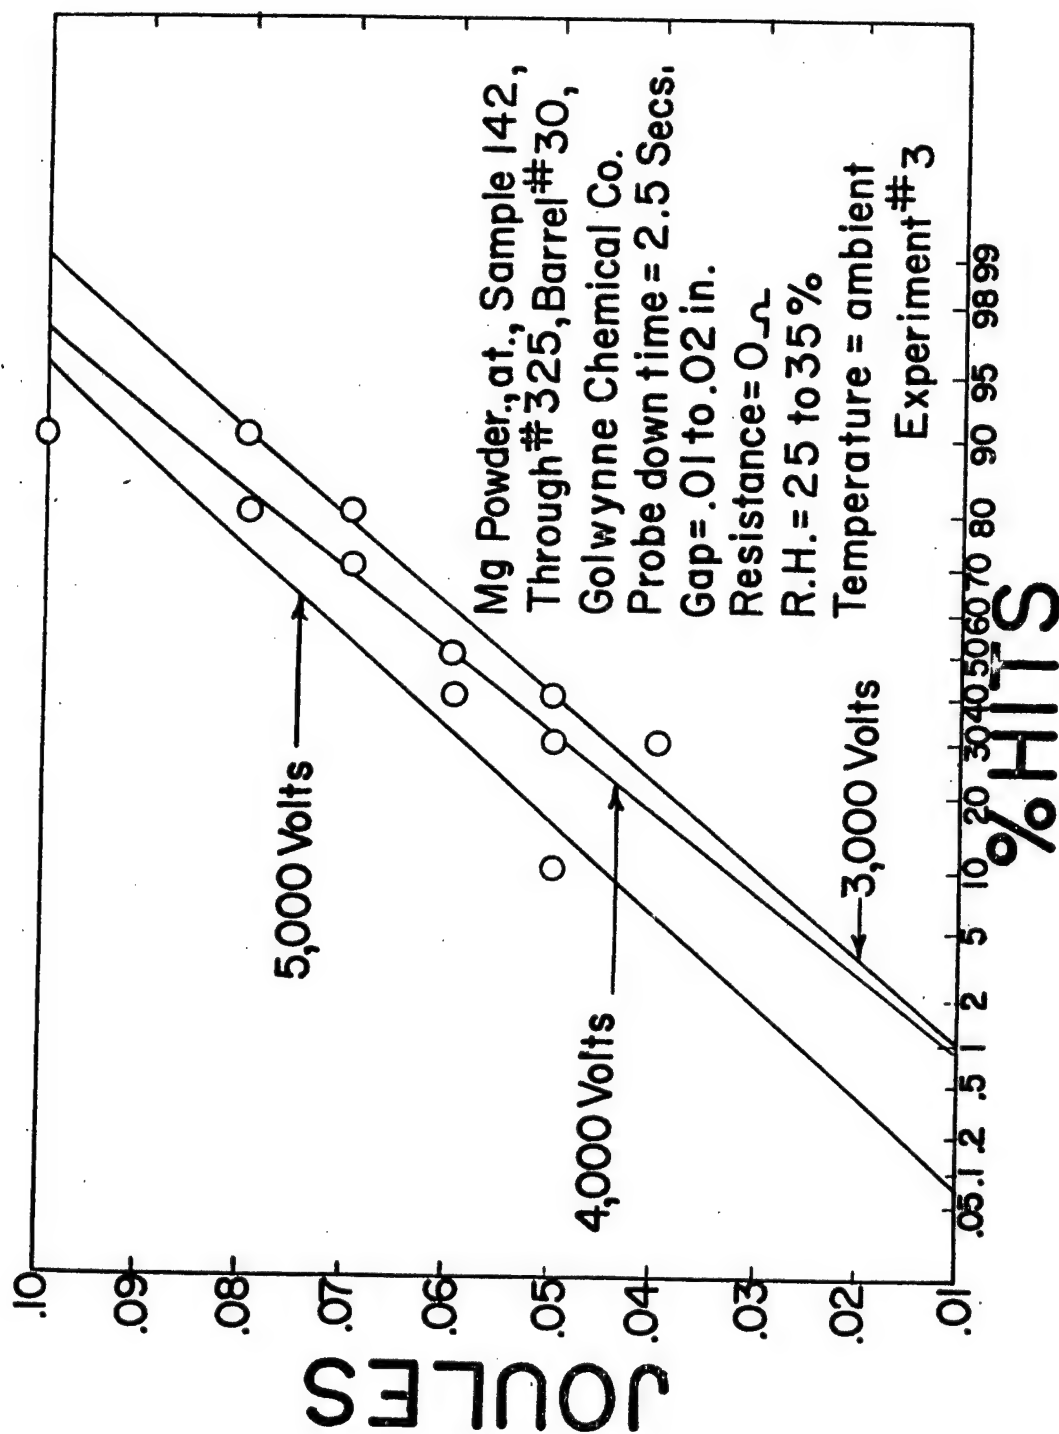 JOULES
.10
.09
.08
.07
.06
.05
.04
.03
.02
.01
5,000 Volts
4,000 Volts
3,000 Volts
Mg Powder., at., Sample 142,
Through #325, Barrel #30,
Golwynne Chemical Co.
Probe down time = 2.5 Secs.
Gap = .01 to .02 in.
Resistance = 0 Ω
R.H. = 25 to 35%
Temperature = ambient
Experiment #3
.05 .1 .2 .5 1 2 5 10 20 30 40 50 60 70 80 90 95 98 99
% HITS